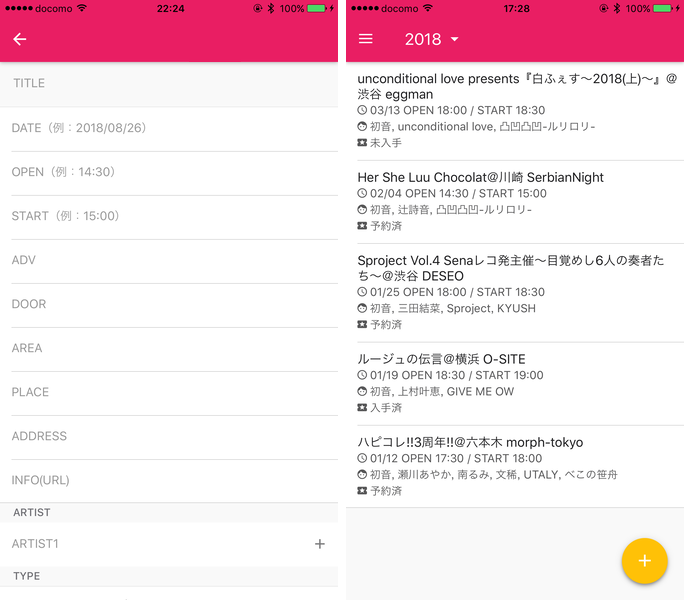 docomo 22:24 100%
TITLE
DATE（例：2018/08/26）
OPEN（例：14:30）
START（例：15:00）
ADV
DOOR
AREA
PLACE
ADDRESS
INFO(URL)
ARTIST
ARTIST1 +
TYPE
docomo 17:28 100%
2018
unconditional love presents『白ふぇす〜2018(上)〜』＠
渋谷 eggman
03/13 OPEN 18:00 / START 18:30
初音, unconditional love, 凸凹凸凹-ルリロリ-
未入手
Her She Luu Chocolat@川崎 SerbianNight
02/04 OPEN 14:30 / START 15:00
初音, 辻詩音, 凸凹凸凹-ルリロリ-
予約済
Sproject Vol.4 Senaレコ発主催〜目覚めし6人の奏者た
ち〜@渋谷 DESEO
01/25 OPEN 18:00 / START 18:30
初音, 三田結菜, Sproject, KYUSH
予約済
ルージュの伝言@横浜 O-SITE
01/19 OPEN 18:30 / START 19:00
初音, 上村叶恵, GIVE ME OW
入手済
ハピコレ!!3周年!!@六本木 morph-tokyo
01/12 OPEN 17:30 / START 18:00
初音, 瀬川あやか, 南るみ, 文稀, UTALY, べこの笹舟
予約済
+